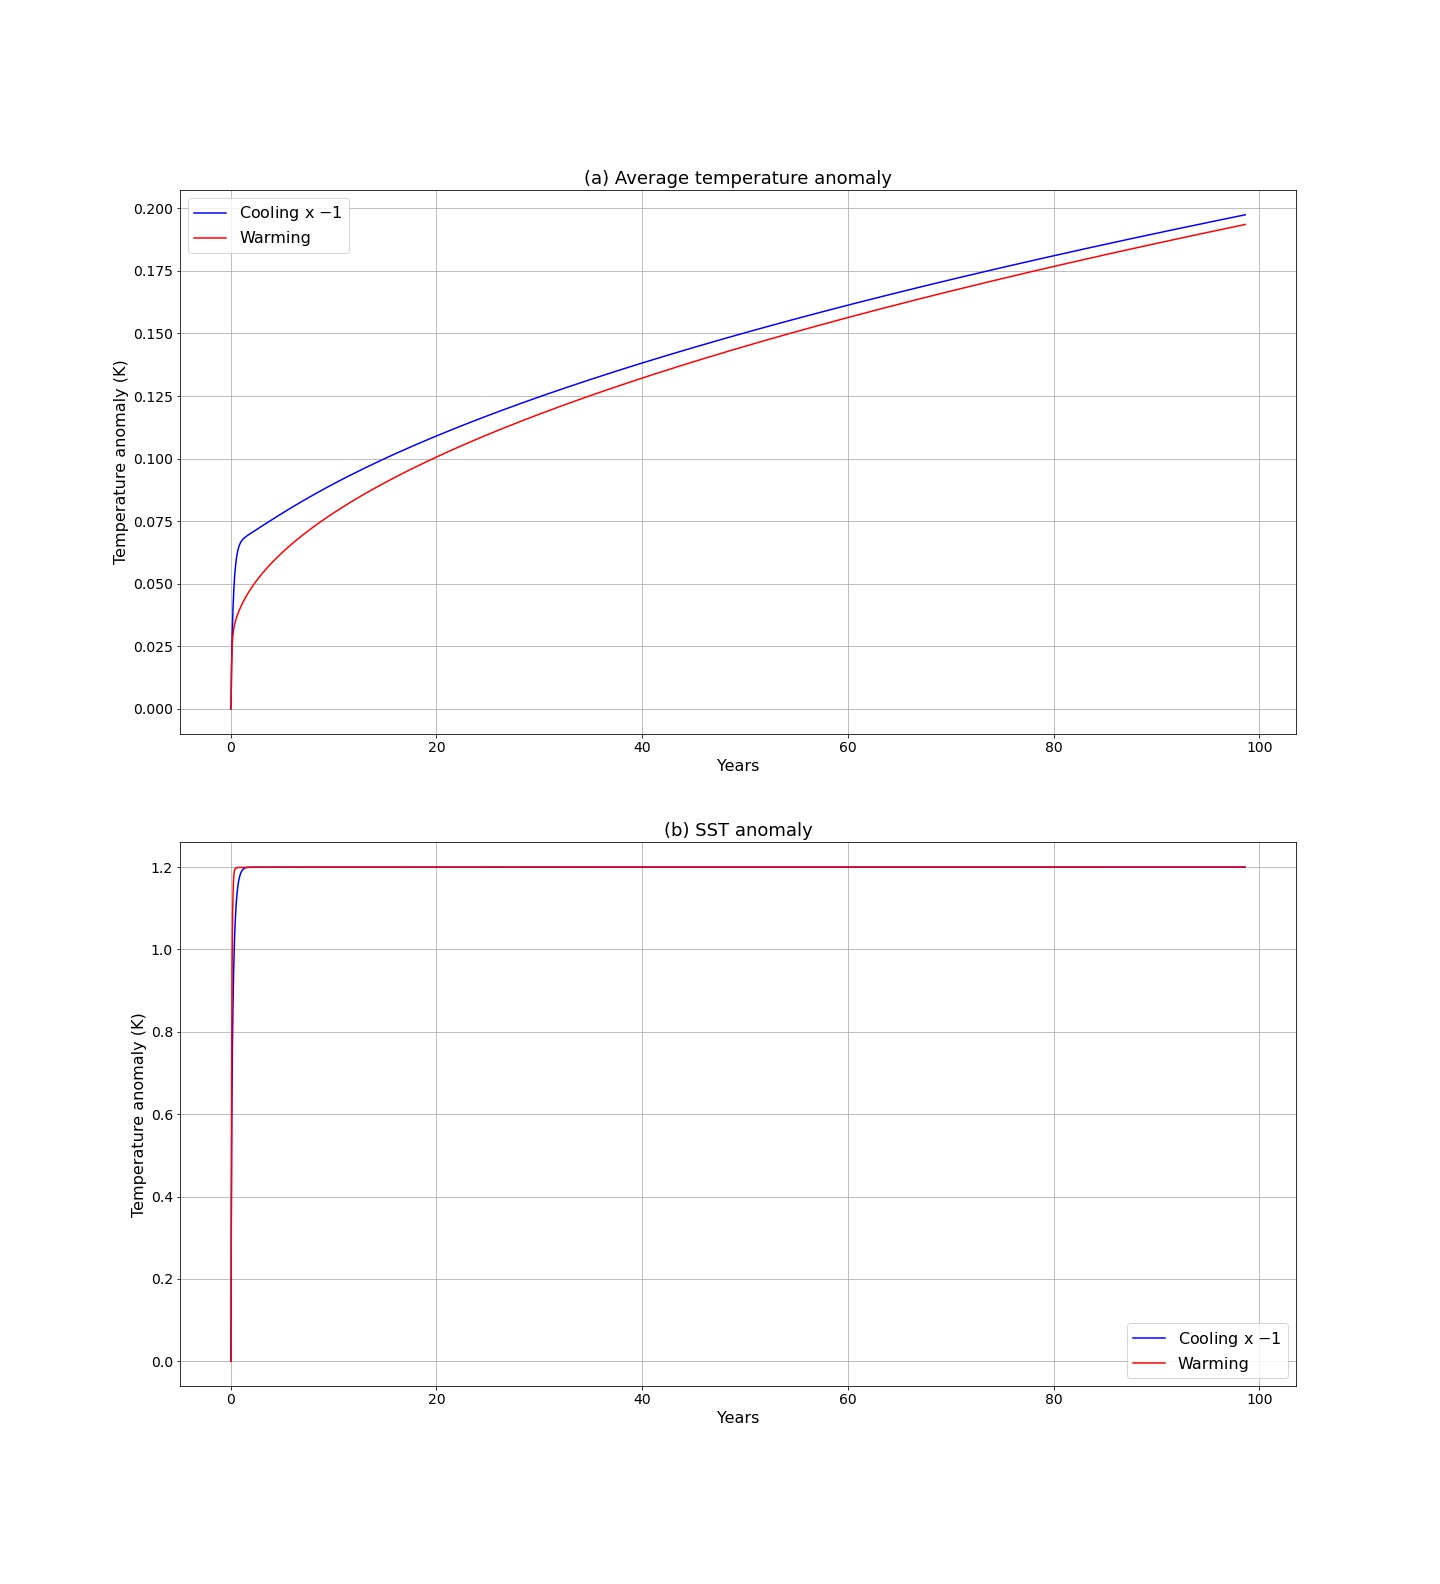 (a) Average temperature anomaly
Cooling x −1
Warming
Temperature anomaly (K)
0.200
0.175
0.150
0.125
0.100
0.075
0.050
0.025
0.000
0 20 40 60 80 100
Years
(b) SST anomaly
Temperature anomaly (K)
1.2
1.0
0.8
0.6
0.4
0.2
0.0
Cooling x −1
Warming
0 20 40 60 80 100
Years